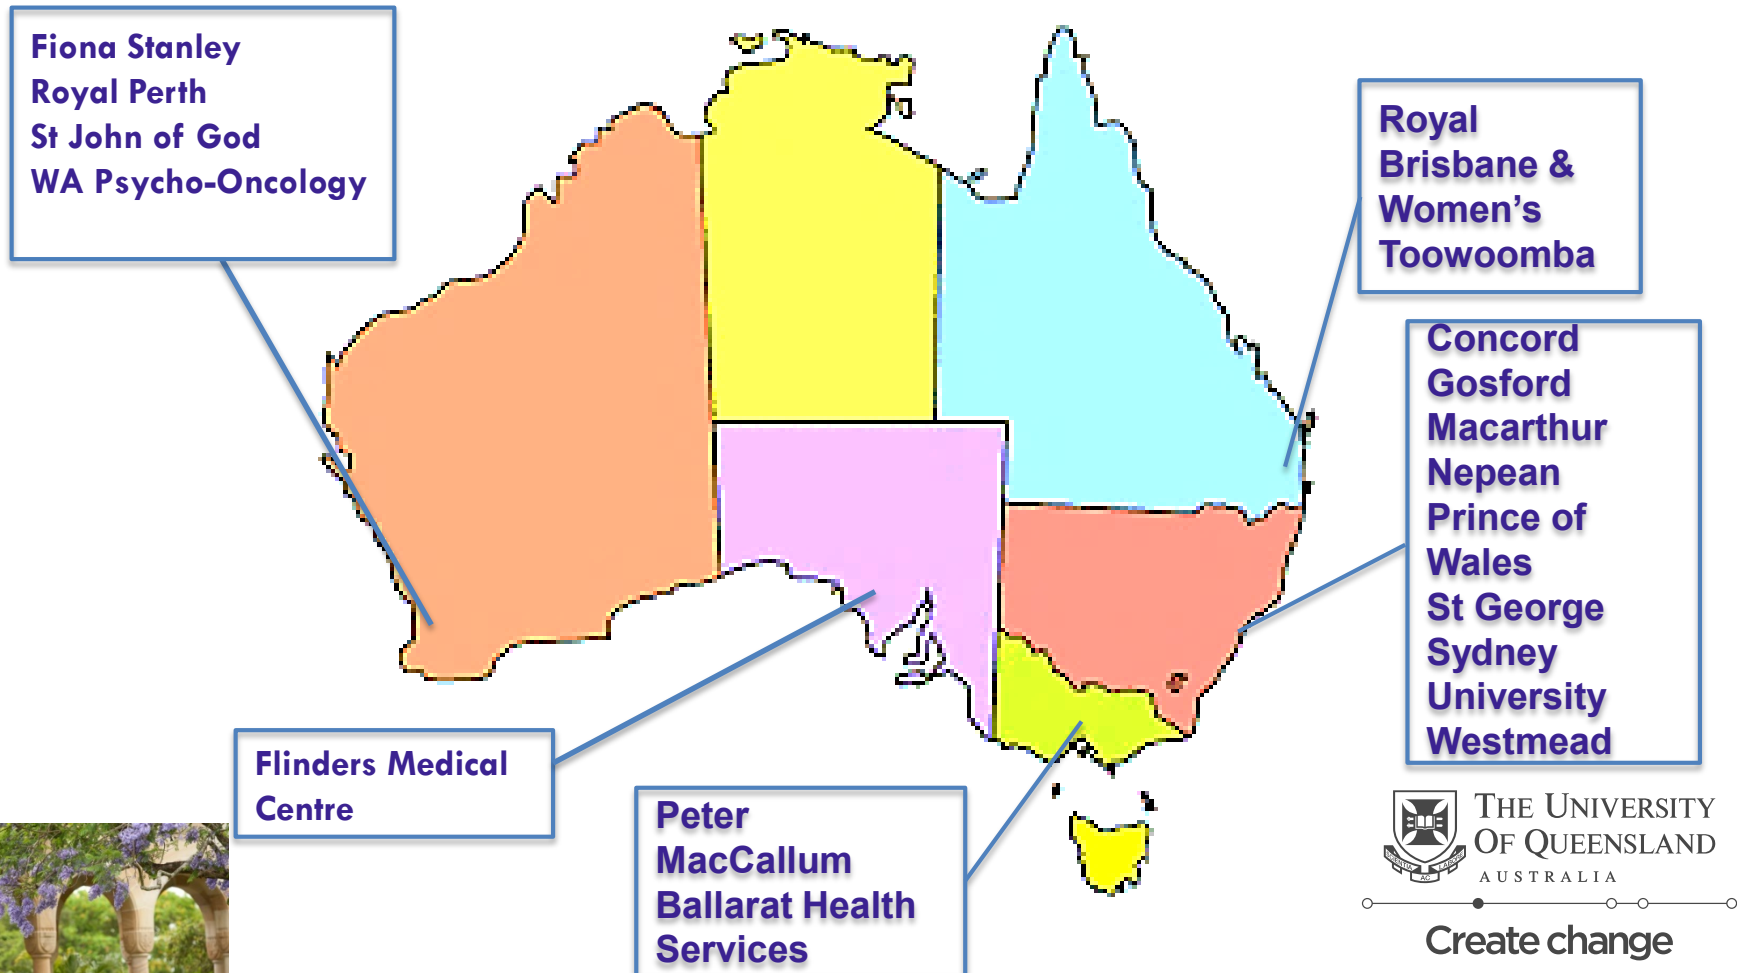 Fiona Stanley
Royal Perth
St John of God
WA Psycho-Oncology
Royal
Brisbane &
Women’s
Toowoomba
Concord
Gosford
Macarthur
Nepean
Prince of
Wales
St George
Sydney
University
Westmead
Flinders Medical
Centre
Peter
MacCallum
Ballarat Health
Services
THE UNIVERSITY
OF QUEENSLAND
AUSTRALIA
Create change